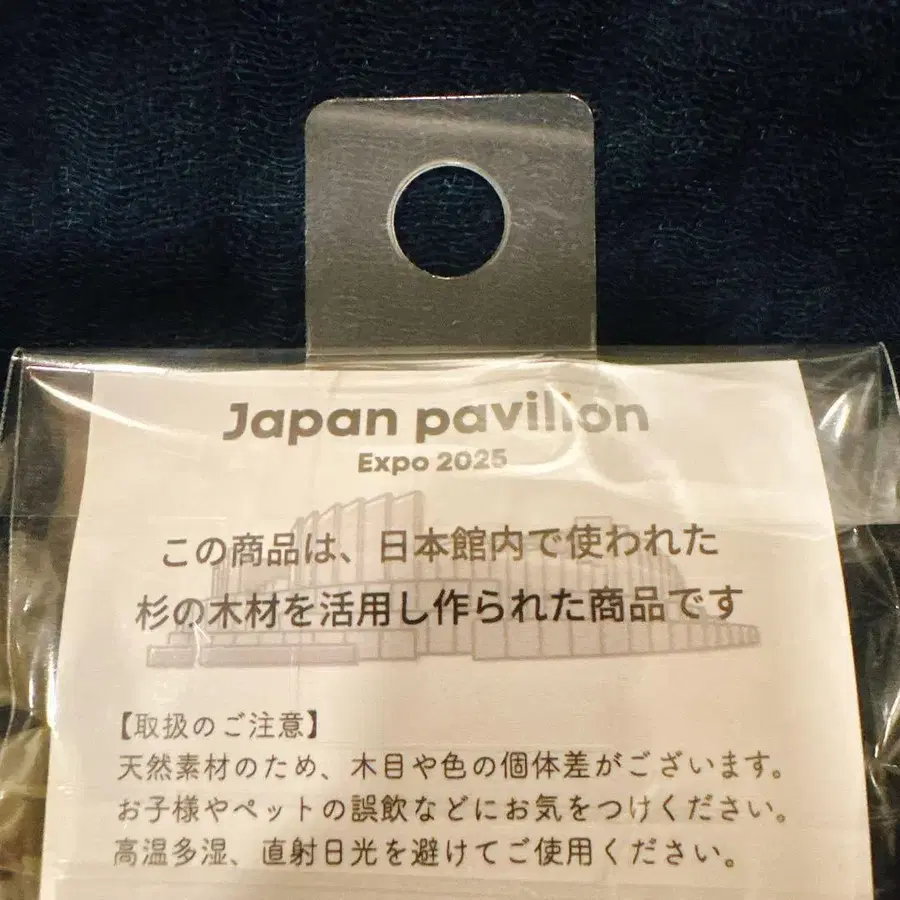 Japan pavilion
Expo 2025
この商品は、日本館内で使われた
杉の木材を活用し作られた商品です
【取扱のご注意】
天然素材のため、木目や色の個体差がございます。
お子様やペットの誤飲などにお気をつけください。
高温多湿、直射日光を避けてご使用ください。